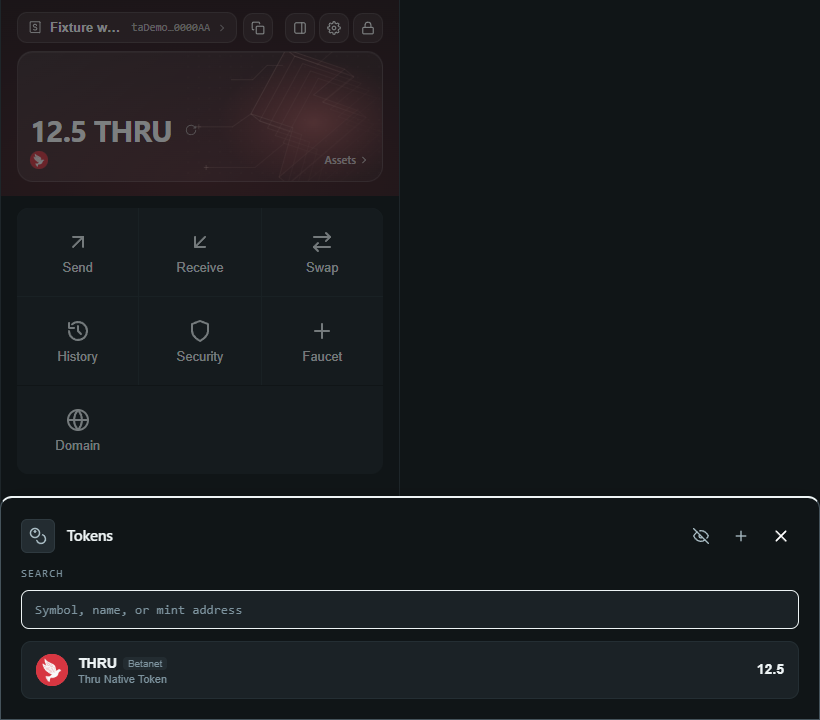 Fixture w... taDemo…0000AA
12.5 THRU
Assets
Send Receive Swap
History Security Faucet
Domain
Tokens
SEARCH
Symbol, name, or mint address
THRU Betanet
Thru Native Token
12.5